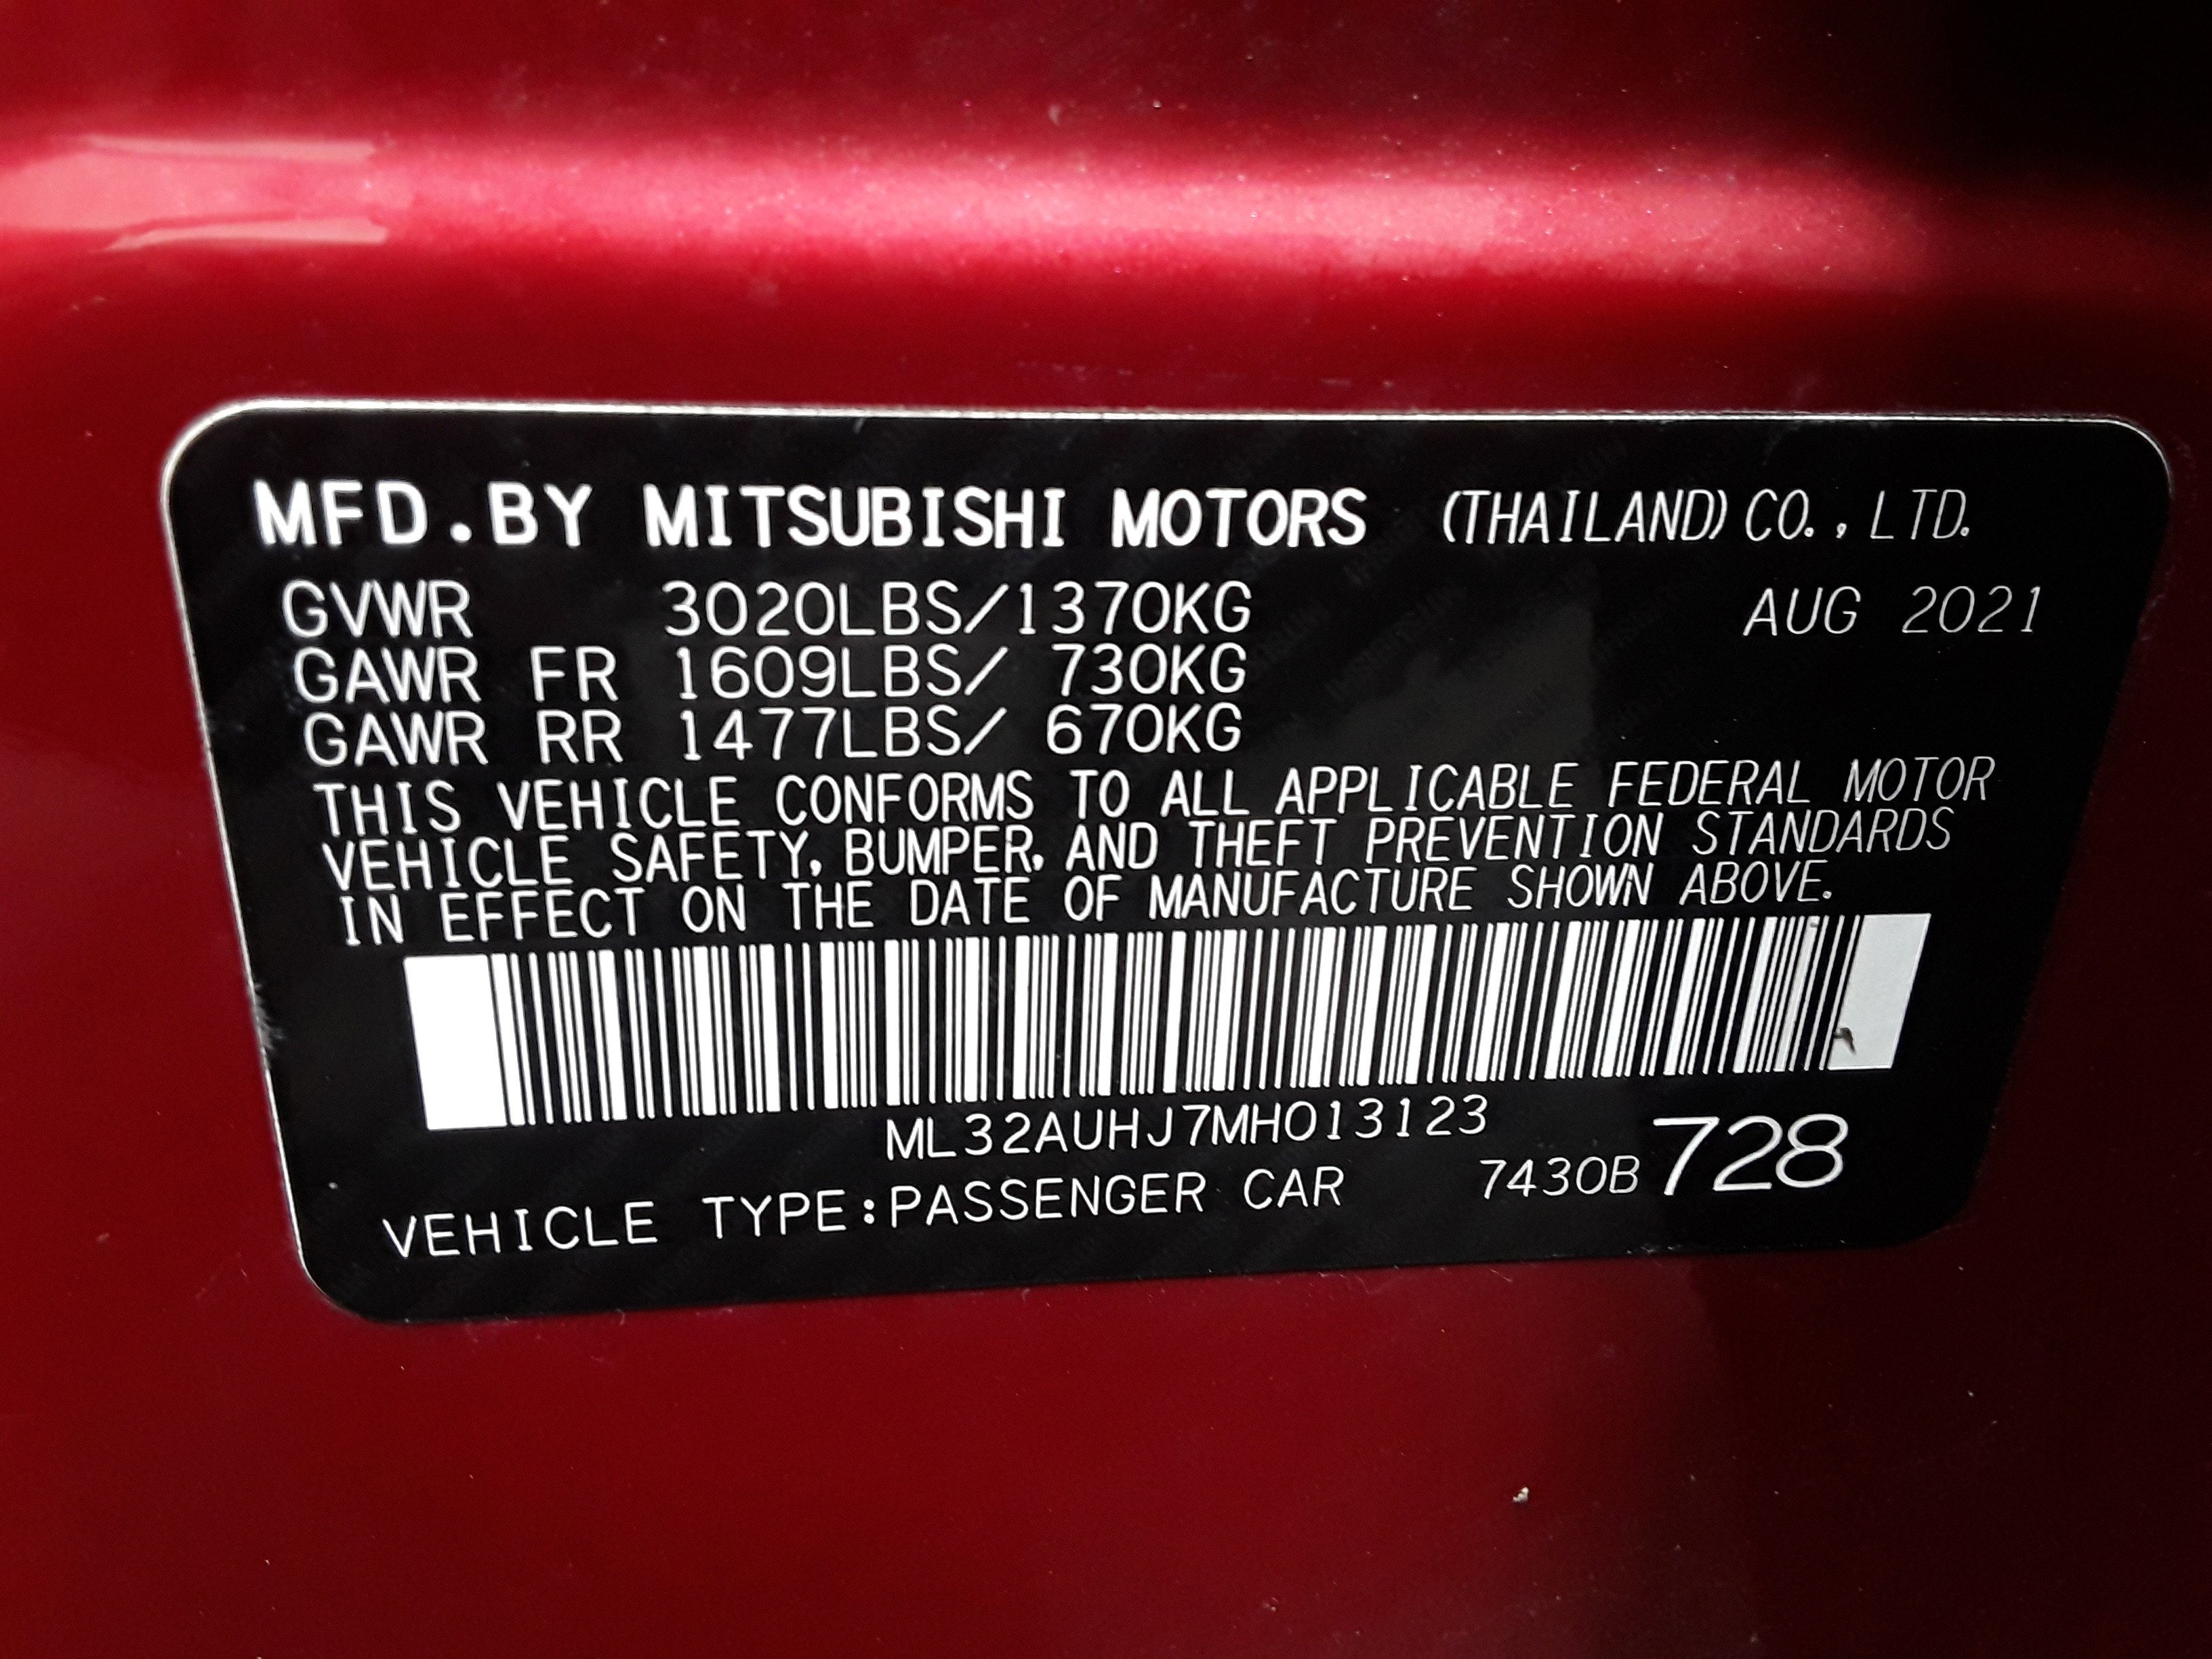 MFD.BY MITSUBISHI MOTORS (THAILAND) CO., LTD.
GVWR 3020LBS/1370KG AUG 2021
GAWR FR 1609LBS/ 730KG
GAWR RR 1477LBS/ 670KG
THIS VEHICLE CONFORMS TO ALL APPLICABLE FEDERAL MOTOR
VEHICLE SAFETY, BUMPER, AND THEFT PREVENTION STANDARDS
IN EFFECT ON THE DATE OF MANUFACTURE SHOWN ABOVE.
ML32AUHJ7MH013123
VEHICLE TYPE:PASSENGER CAR 7430B728